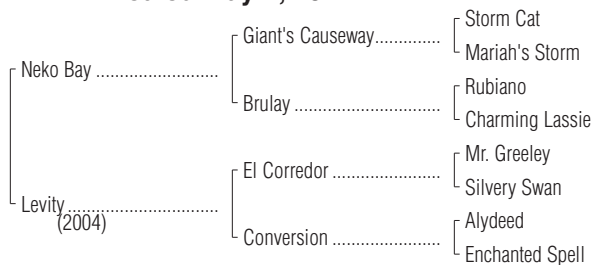 Giant's Causeway
Storm Cat
Mariah's Storm
Neko Bay
Brulay
Rubiano
Charming Lassie
El Corredor
Mr. Greeley
Silvery Swan
Levity
(2004)
Conversion
Alydeed
Enchanted Spell